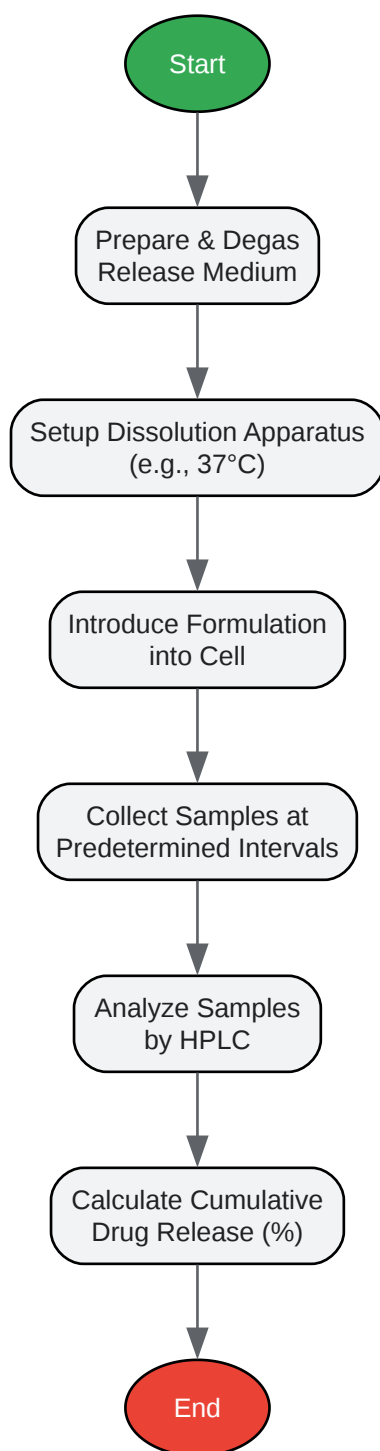 Start
Prepare & Degas
Release Medium
Setup Dissolution Apparatus
(e.g., 37°C)
Introduce Formulation
into Cell
Collect Samples at
Predetermined Intervals
Analyze Samples
by HPLC
Calculate Cumulative
Drug Release (%)
End